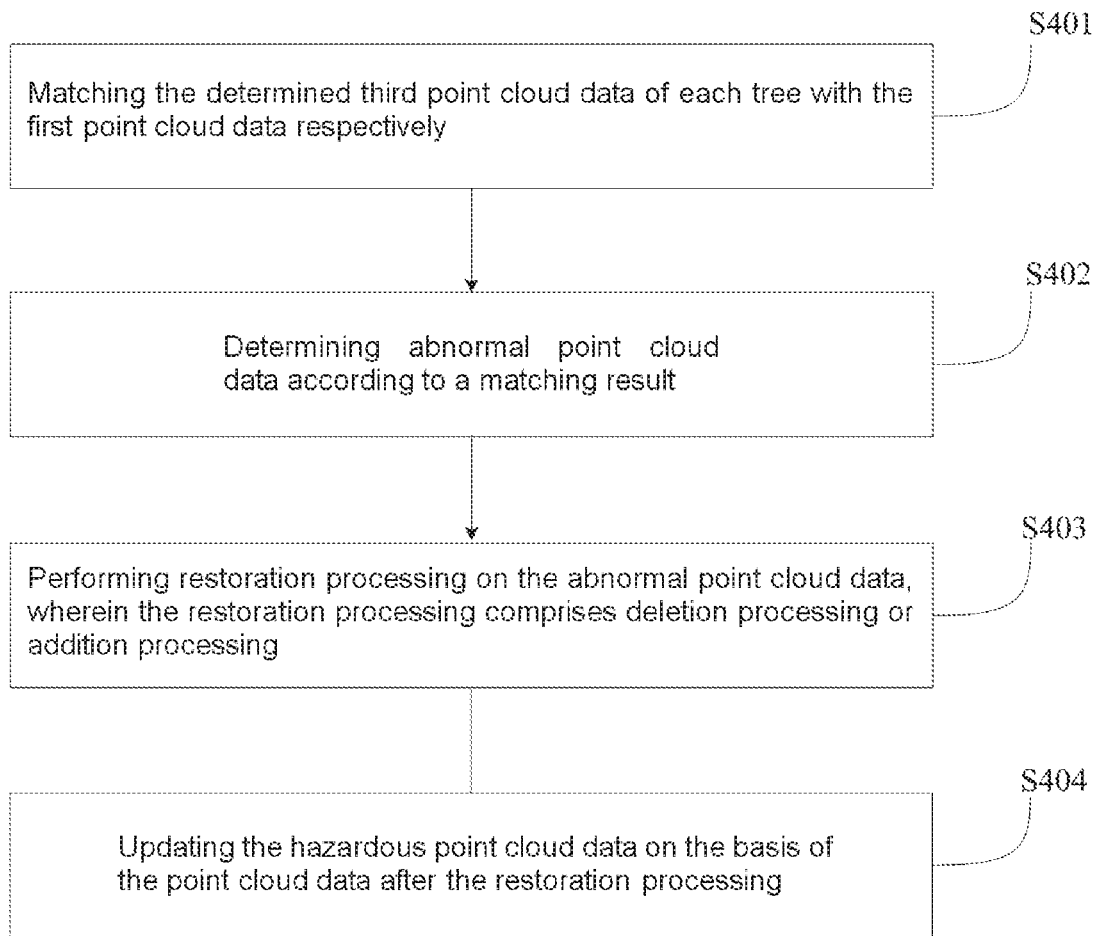 S401
Matching the determined third point cloud data of each tree with the
first point cloud data respectively
S402
Determining abnormal point cloud
data according to a matching result
S403
Performing restoration processing on the abnormal point cloud data,
wherein the restoration processing comprises deletion processing or
addition processing
S404
Updating the hazardous point cloud data on the basis of
the point cloud data after the restoration processing